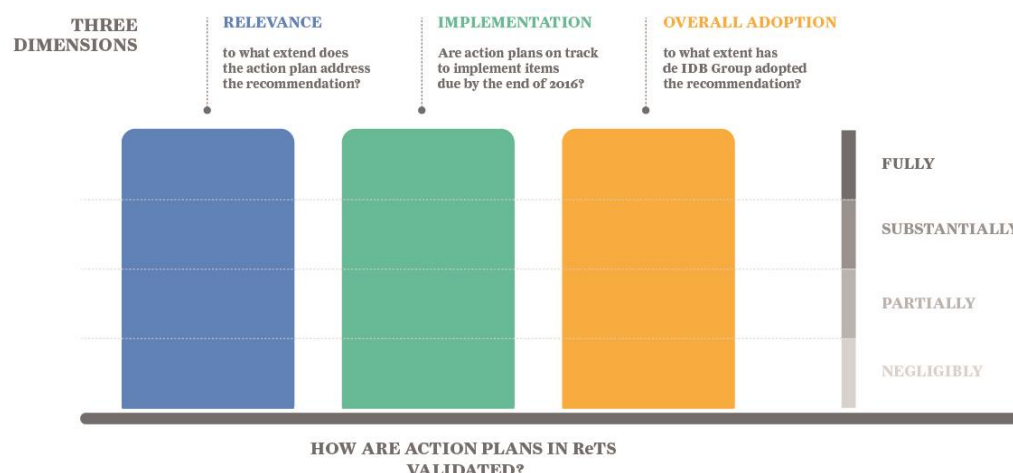 THREE
DIMENSIONS
RELEVANCE
to what extend does
the action plan address
the recommendation?
IMPLEMENTATION
Are action plans on track
to implement items
due by the end of 2016?
OVERALL ADOPTION
to what extent has
de IDB Group adopted
the recommendation?
FULLY
SUBSTANTIALLY
PARTIALLY
NEGLIGIBLY
HOW ARE ACTION PLANS IN ReTS
VALIDATED?